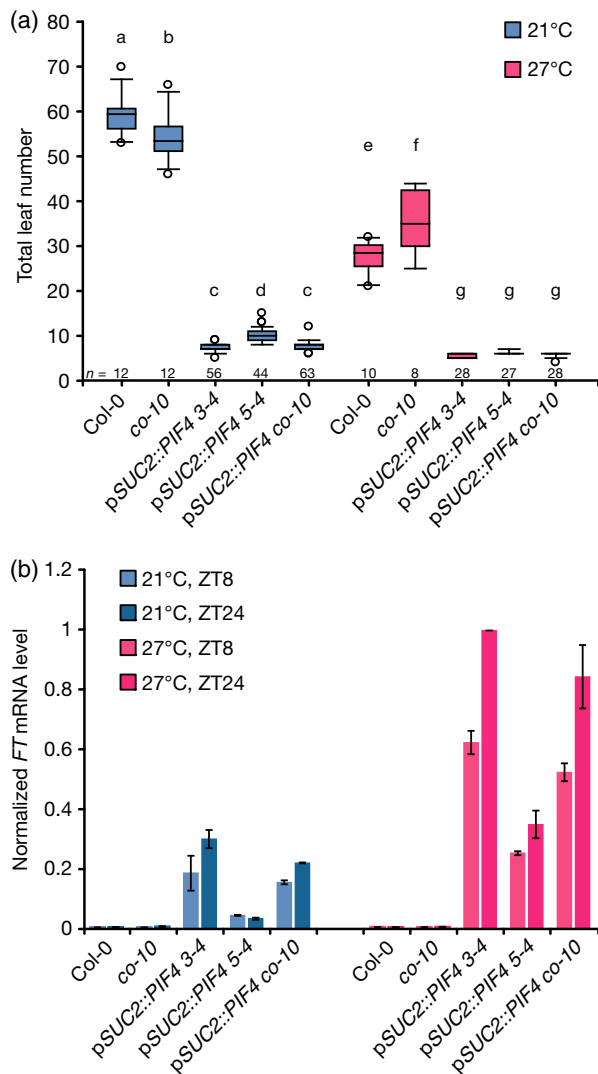 (a)
80
70
60
50
40
30
20
10
0
Total leaf number
a b c d c e f g g g
21°C
27°C
n = 12 12 56 44 63 10 8 28 27 28
Col-0
co-10
pSUC2::PIF4 3-4
pSUC2::PIF4 5-4
pSUC2::PIF4 co-10
Col-0
co-10
pSUC2::PIF4 3-4
pSUC2::PIF4 5-4
pSUC2::PIF4 co-10
(b)
1.2
1
0.8
0.6
0.4
0.2
0
Normalized FT mRNA level
21°C, ZT8
21°C, ZT24
27°C, ZT8
27°C, ZT24
Col-0
co-10
pSUC2::PIF4 3-4
pSUC2::PIF4 5-4
pSUC2::PIF4 co-10
Col-0
co-10
pSUC2::PIF4 3-4
pSUC2::PIF4 5-4
pSUC2::PIF4 co-10